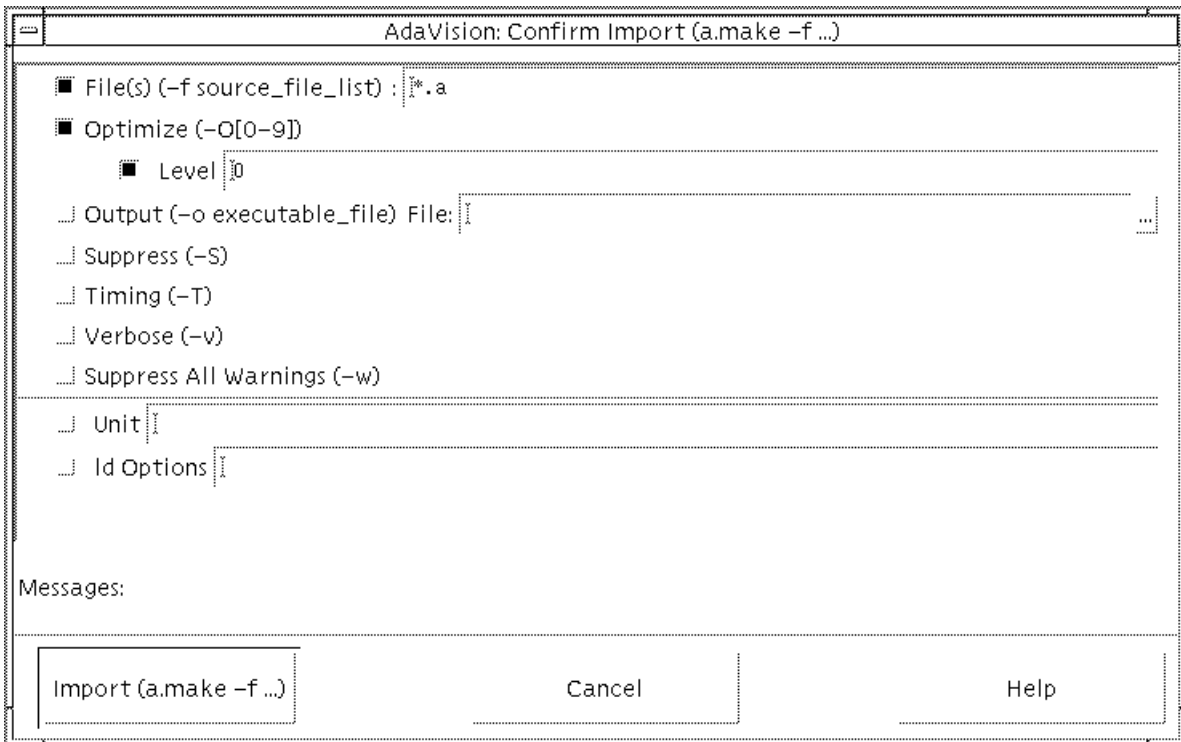 AdaVision: Confirm Import (a.make –f ...)
File(s) (–f source_file_list) : *.a
Optimize (–O[0–9])
Level 0
Output (–o executable_file) File: ...
Suppress (–S)
Timing (–T)
Verbose (–v)
Suppress All Warnings (–w)
Unit
ld Options
Messages:
Import (a.make –f ...) Cancel Help